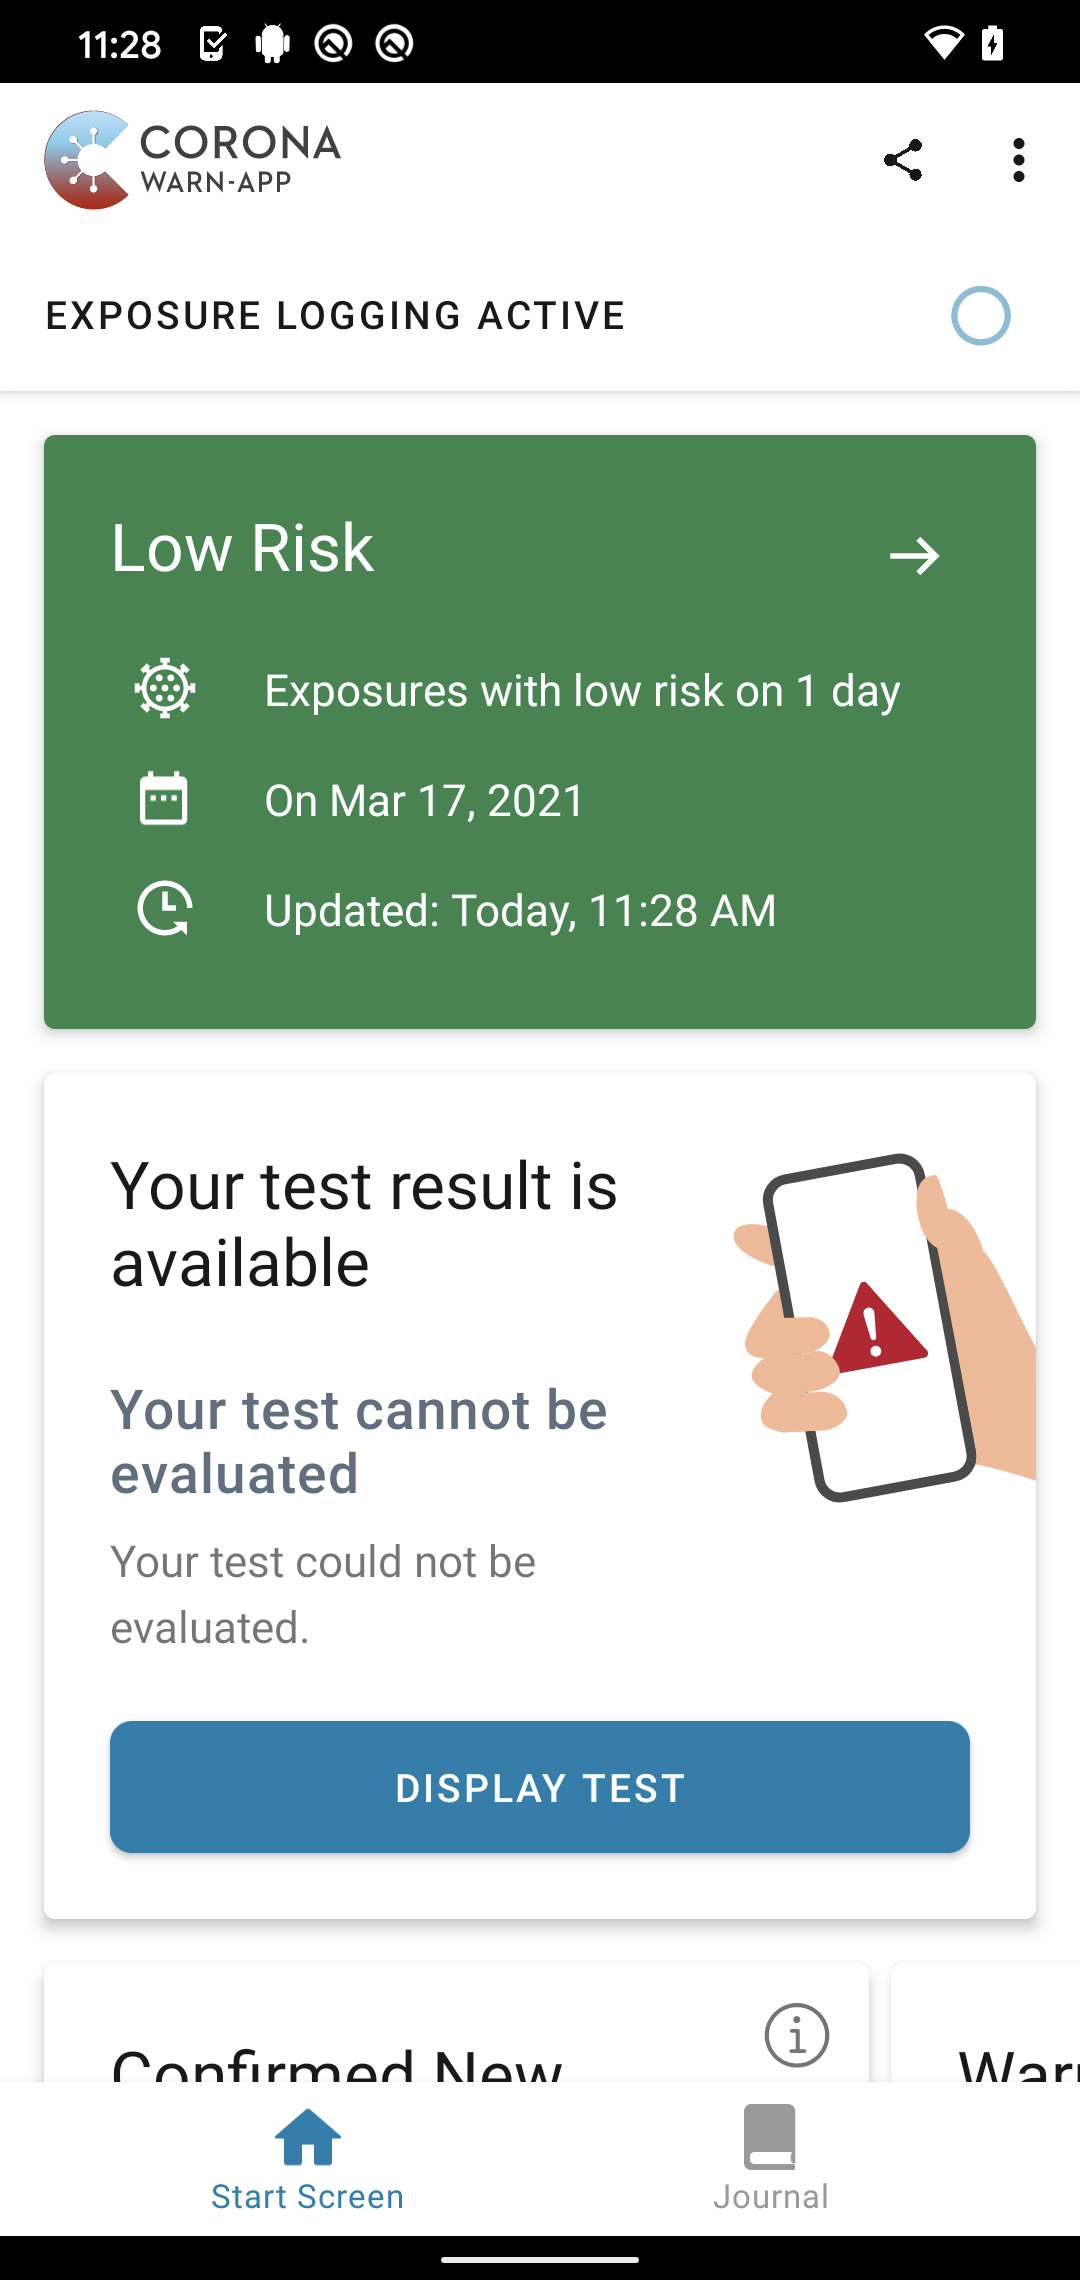 11:28
CORONA
WARN-APP
EXPOSURE LOGGING ACTIVE
Low Risk
Exposures with low risk on 1 day
On Mar 17, 2021
Updated: Today, 11:28 AM
Your test result is
available
Your test cannot be
evaluated
Your test could not be
evaluated.
DISPLAY TEST
Confirmed New
Start Screen
Journal